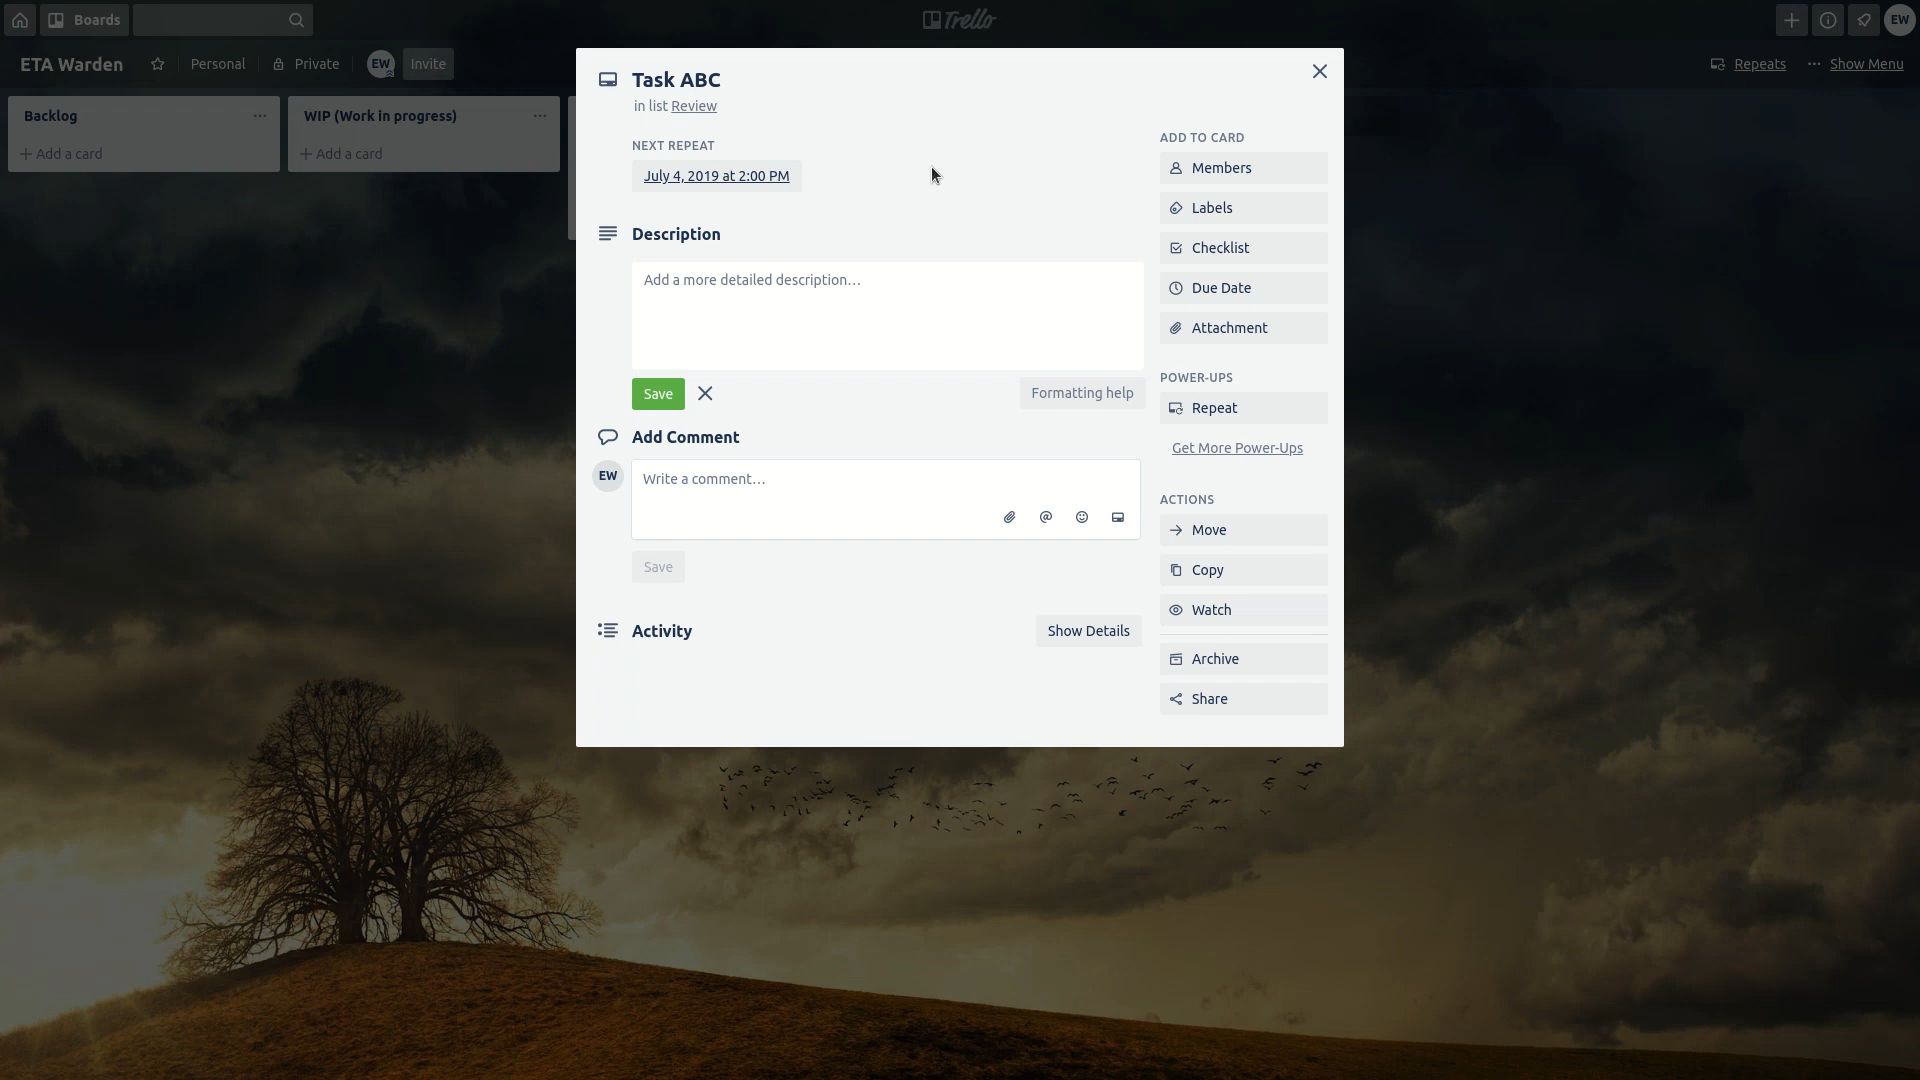 Boards
Trello
EW
ETA Warden
Personal
Private
EW
Invite
Repeats
Show Menu
Backlog
Add a card
WIP (Work in progress)
Add a card
Task ABC
in list Review
NEXT REPEAT
July 4, 2019 at 2:00 PM
Description
Add a more detailed description…
Save
Formatting help
Add Comment
EW
Write a comment…
Save
Activity
Show Details
ADD TO CARD
Members
Labels
Checklist
Due Date
Attachment
POWER-UPS
Repeat
Get More Power-Ups
ACTIONS
Move
Copy
Watch
Archive
Share